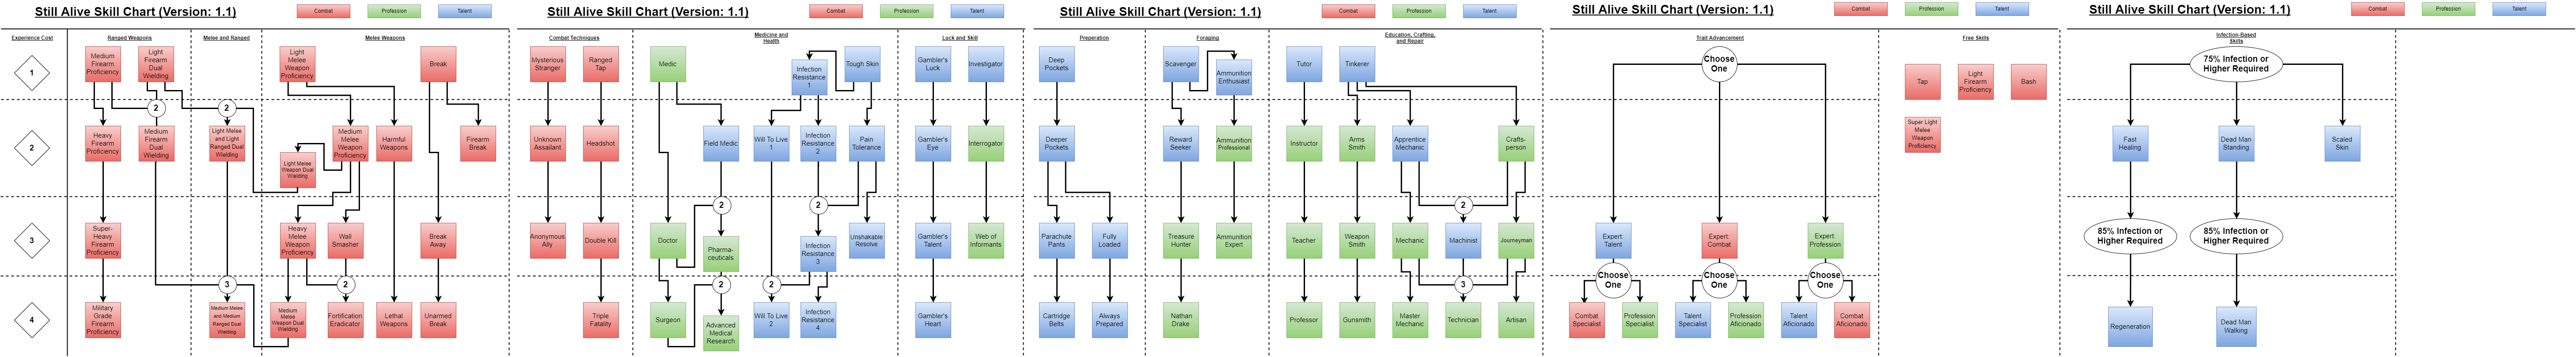 Still Alive Skill Chart (Version: 1.1)
Combat
Profession
Talent
Experience Cost
Ranged Weapons
Melee and Ranged
Melee Weapons
1
Medium
Firearm
Proficiency
Light
Firearm
Dual
Wielding
Light
Melee
Weapon
Proficiency
Break
2
2
2
Heavy
Firearm
Proficiency
Medium
Firearm
Dual
Wielding
Light Melee
and Light
Ranged Dual
Wielding
Light Melee
Weapon Dual
Wielding
Medium
Melee
Weapon
Proficiency
Harmful
Weapons
Firearm
Break
3
Super-
Heavy
Firearm
Proficiency
Heavy
Melee
Weapon
Proficiency
Wall
Smasher
Break
Away
3
2
4
Military
Grade
Firearm
Proficiency
Medium Melee
and Medium
Ranged Dual
Wielding
Medium
Melee
Weapon Dual
Wielding
Fortification
Eradicator
Lethal
Weapons
Unarmed
Break
Still Alive Skill Chart (Version: 1.1)
Combat
Profession
Talent
Combat Techniques
Medicine and
Health
Luck and Skill
Mysterious
Stranger
Ranged
Tap
Medic
Infection
Resistance
1
Tough Skin
Gambler's
Luck
Investigator
Unknown
Assailant
Headshot
Field Medic
Will To Live
1
Infection
Resistance
2
Pain
Tolerance
Gambler's
Eye
Interrogator
2
2
Anonymous
Ally
Double Kill
Doctor
Pharma-
ceuticals
Infection
Resistance
3
Unshakable
Resolve
Gambler's
Talent
Web of
Informants
2
2
Triple
Fatality
Surgeon
Advanced
Medical
Research
Will To Live
2
Infection
Resistance
4
Gambler's
Heart
Still Alive Skill Chart (Version: 1.1)
Combat
Profession
Talent
Preperation
Foraging
Education, Crafting,
and Repair
Deep
Pockets
Scavenger
Ammunition
Enthusiast
Tutor
Tinkerer
Deeper
Pockets
Reward
Seeker
Ammunition
Professional
Instructor
Arms
Smith
Apprentice
Mechanic
Crafts-
person
2
Parachute
Pants
Fully
Loaded
Treasure
Hunter
Ammunition
Expert
Teacher
Weapon
Smith
Mechanic
Machinist
Journeyman
3
Cartridge
Belts
Always
Prepared
Nathan
Drake
Professor
Gunsmith
Master
Mechanic
Technician
Artisan
Still Alive Skill Chart (Version: 1.1)
Combat
Profession
Talent
Trait Advancement
Free Skills
Choose
One
Tap
Light
Firearm
Proficiency
Bash
Super Light
Melee
Weapon
Proficiency
Expert:
Talent
Expert:
Combat
Expert:
Profession
Choose
One
Choose
One
Choose
One
Combat
Specialist
Profession
Specialist
Talent
Specialist
Profession
Aficionado
Talent
Aficionado
Combat
Aficionado
Still Alive Skill Chart (Version: 1.1)
Combat
Profession
Talent
Infection-Based
Skills
75% Infection or
Higher Required
Fast
Healing
Dead Man
Standing
Scaled
Skin
85% Infection or
Higher Required
85% Infection or
Higher Required
Regeneration
Dead Man
Walking